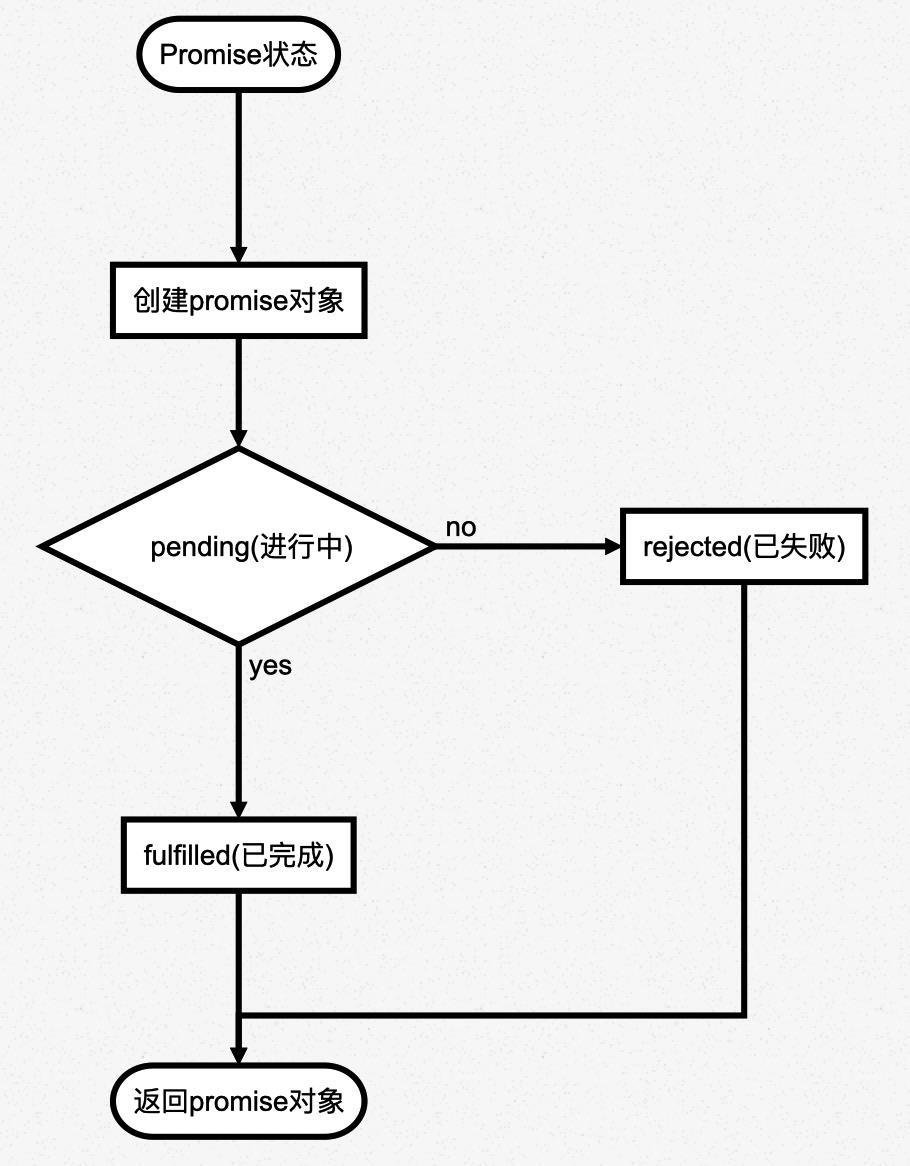 Promise状态
创建promise对象
pending(进行中)
no
rejected(已失败)
yes
fulfilled(已完成)
返回promise对象